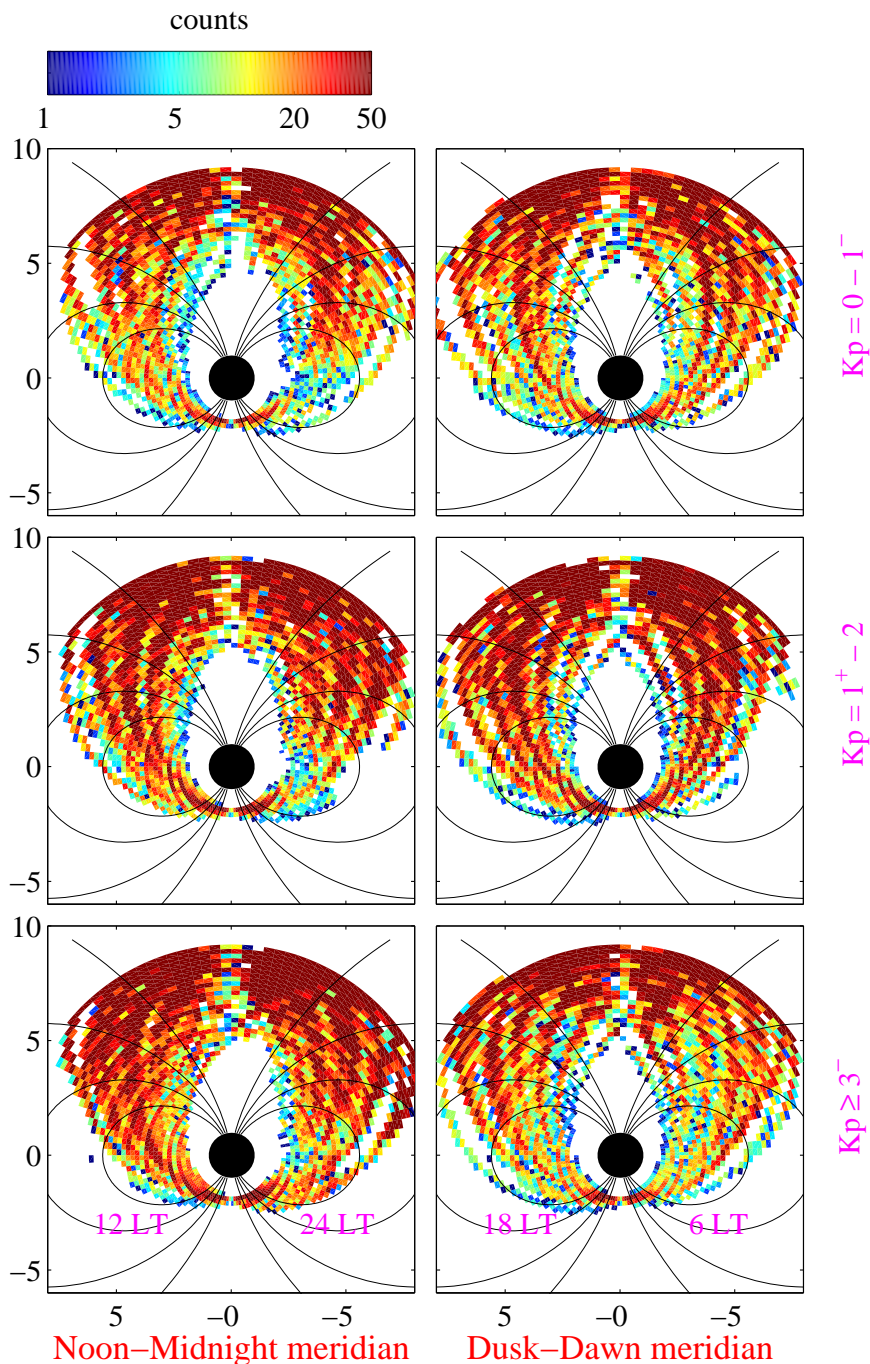 counts
1 5 20 50
10
5
0
−5
Kp = 0 − 1⁻
10
5
0
−5
Kp = 1⁺ − 2
10
5
0
−5
Kp ≥ 3⁻
12 LT 24 LT 18 LT 6 LT
5 −0 −5 5 −0 −5
Noon−Midnight meridian Dusk−Dawn meridian